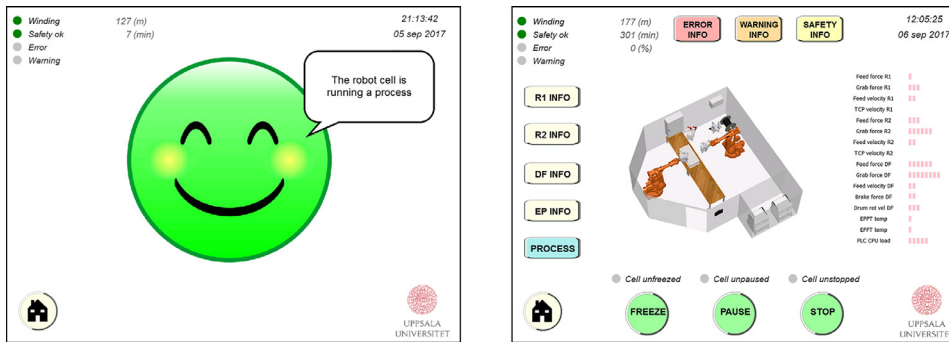 Winding 127 (m)
21:13:42
Safety ok 7 (min)
05 sep 2017
Error
Warning
The robot cell is
running a process
UPPSALA
UNIVERSITET
Winding 177 (m)
Safety ok 301 (min)
Error 0 (%)
Warning
ERROR
INFO
WARNING
INFO
SAFETY
INFO
12:05:25
06 sep 2017
R1 INFO
R2 INFO
DF INFO
EP INFO
PROCESS
Feed force R1
Grab force R1
Feed velocity R1
TCP velocity R1
Feed force R2
Grab force R2
Feed velocity R2
TCP velocity R2
Feed force DF
Grab force DF
Feed velocity DF
Brake force DF
Drum rot vel DF
EFPT temp
EFFT temp
PLC CPU load
Cell unfreezed
Cell unpaused
Cell unstopped
FREEZE
PAUSE
STOP
UPPSALA
UNIVERSITET